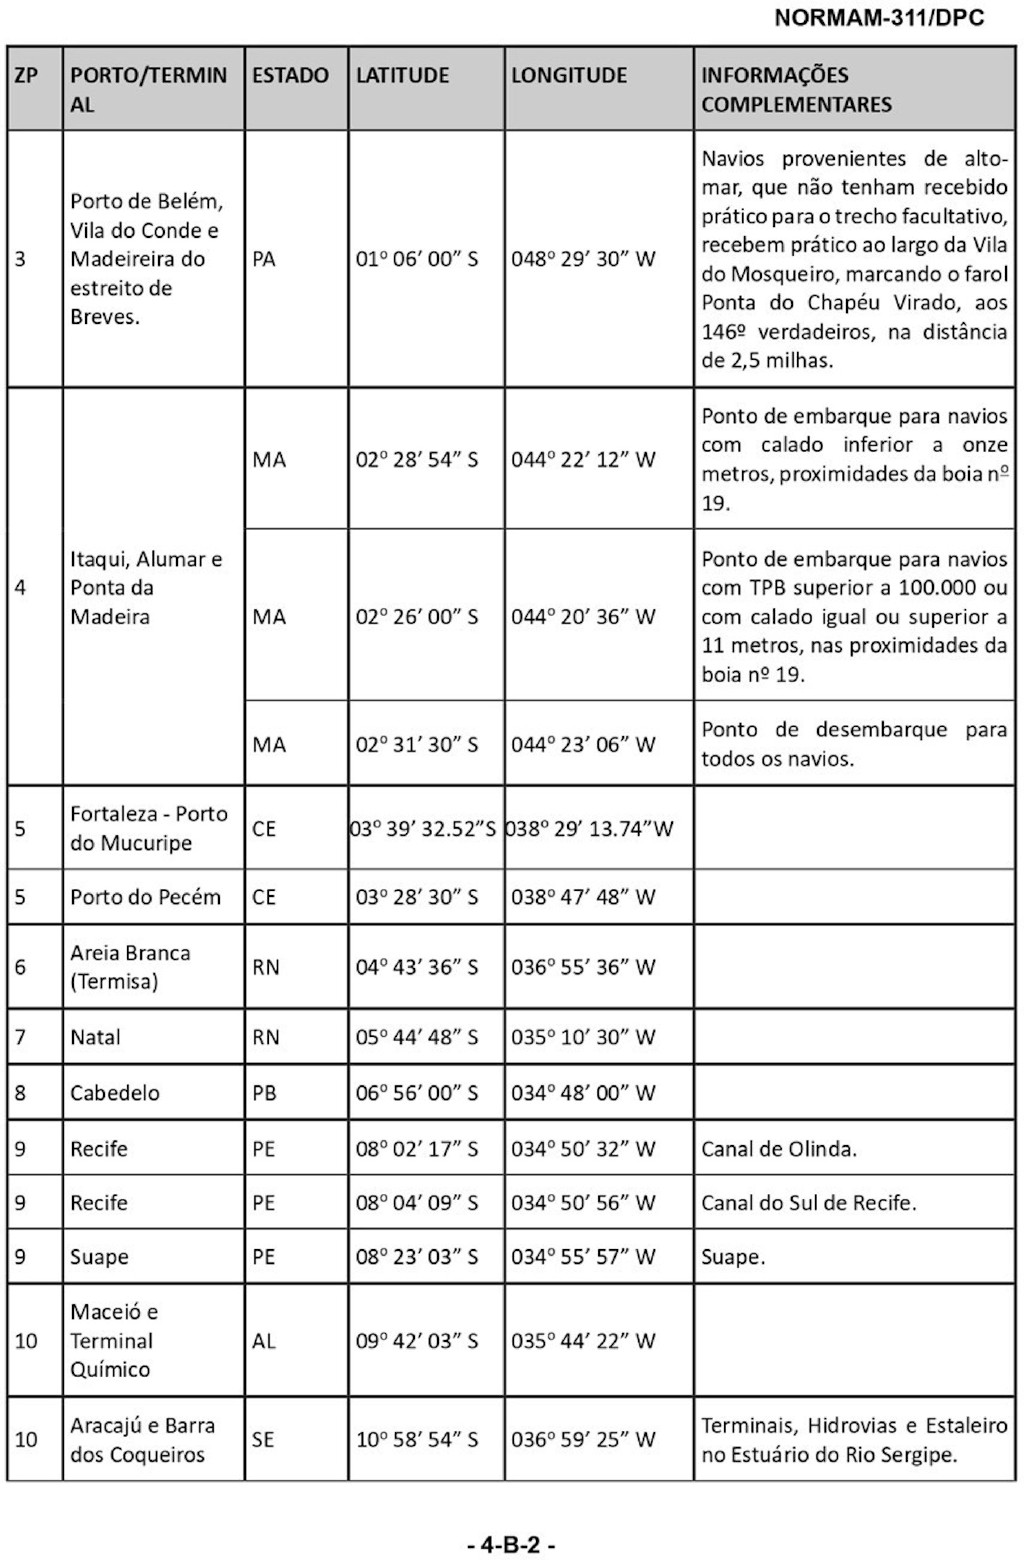 NORMAM-311/DPC
ZP PORTO/TERMIN ESTADO LATITUDE LONGITUDE INFORMAÇÕES
AL COMPLEMENTARES
Navios provenientes de alto-
mar, que não tenham recebido
Porto de Belém, prático para o trecho facultativo,
Vila do Conde e recebem prático ao largo da Vila
3 Madeireira do PA 01º 06’ 00” S 048º 29’ 30” W do Mosqueiro, marcando o farol
estreito de Ponta do Chapéu Virado, aos
Breves. 146º verdadeiros, na distância
de 2,5 milhas.
Ponto de embarque para navios
MA 02º 28’ 54” S 044º 22’ 12” W com calado inferior a onze
metros, proximidades da boia nº
19.
4 Itaqui, Alumar e
Ponta da
Madeira
Ponto de embarque para navios
com TPB superior a 100.000 ou
MA 02º 26’ 00” S 044º 20’ 36” W com calado igual ou superior a
11 metros, nas proximidades da
boia nº 19.
MA 02º 31’ 30” S 044º 23’ 06” W Ponto de desembarque para
todos os navios.
5 Fortaleza - Porto CE 03º 39’ 32.52”S 038º 29’ 13.74”W
do Mucuripe
5 Porto do Pecém CE 03º 28’ 30” S 038º 47’ 48” W
6 Areia Branca RN 04º 43’ 36” S 036º 55’ 36” W
(Termisa)
7 Natal RN 05º 44’ 48” S 035º 10’ 30” W
8 Cabedelo PB 06º 56’ 00” S 034º 48’ 00” W
9 Recife PE 08º 02’ 17” S 034º 50’ 32” W Canal de Olinda.
9 Recife PE 08º 04’ 09” S 034º 50’ 56” W Canal do Sul de Recife.
9 Suape PE 08º 23’ 03” S 034º 55’ 57” W Suape.
Maceió e
10 Terminal AL 09º 42’ 03” S 035º 44’ 22” W
Químico
10 Aracajú e Barra SE 10º 58’ 54” S 036º 59’ 25” W Terminais, Hidrovias e Estaleiro
dos Coqueiros no Estuário do Rio Sergipe.
- 4-B-2 -